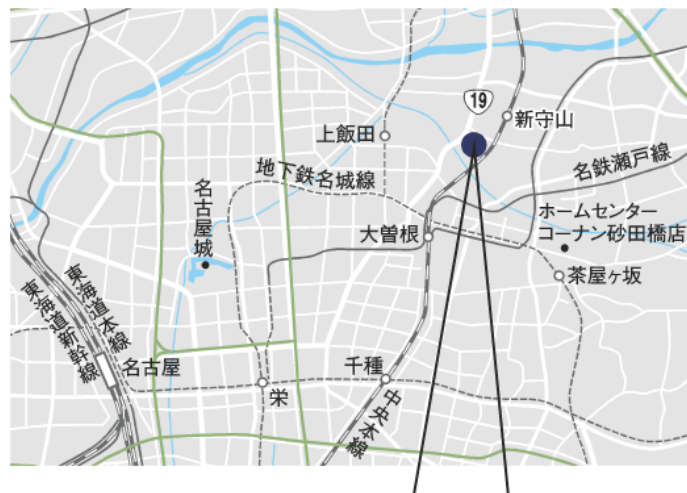 19
新守山
上飯田
名鉄瀬戸線
地下鉄名城線
名古屋城
ホームセンター
コーナン砂田橋店
大曽根
茶屋ヶ坂
東海道本線
東海道新幹線
名古屋
千種
栄
中央本線